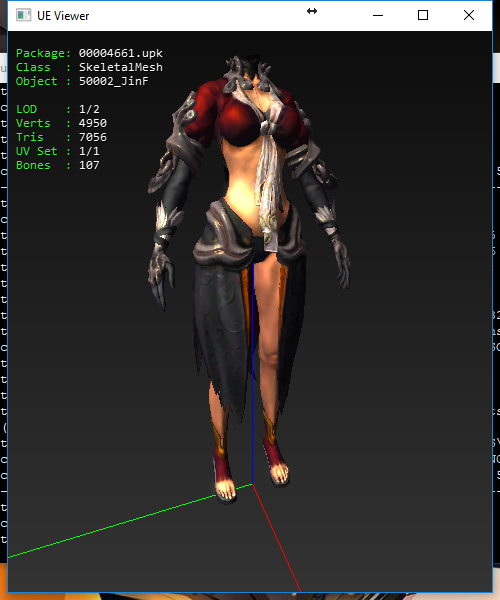 UE Viewer
Package: 00004661.upk
Class : SkeletalMesh
Object : 50002_JinF
LOD : 1/2
Verts : 4950
Tris : 7056
UV Set : 1/1
Bones : 107